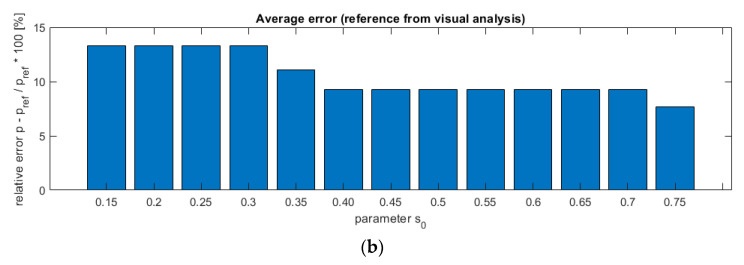 Average error (reference from visual analysis)
relative error p - p_ref / p_ref * 100 [%]
15
10
5
0
0.15 0.2 0.25 0.3 0.35 0.40 0.45 0.5 0.55 0.6 0.65 0.7 0.75
parameter s_0
(b)